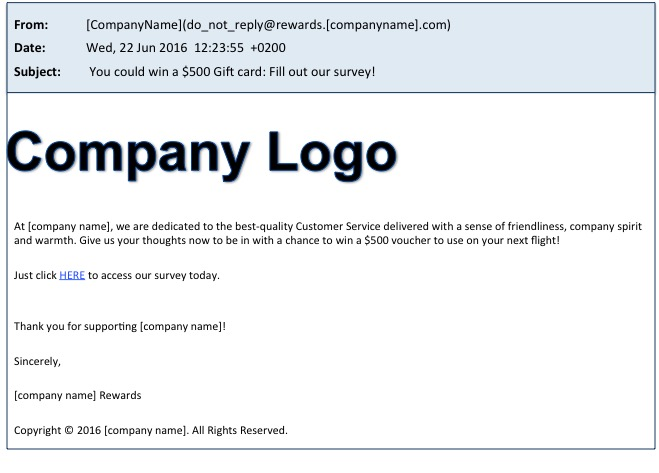 From: [CompanyName](do_not_reply@rewards.[companyname].com)
Date: Wed, 22 Jun 2016 12:23:55 +0200
Subject: You could win a $500 Gift card: Fill out our survey!
Company Logo
At [company name], we are dedicated to the best-quality Customer Service delivered with a sense of friendliness, company spirit
and warmth. Give us your thoughts now to be in with a chance to win a $500 voucher to use on your next flight!
Just click HERE to access our survey today.
Thank you for supporting [company name]!
Sincerely,
[company name] Rewards
Copyright © 2016 [company name]. All Rights Reserved.